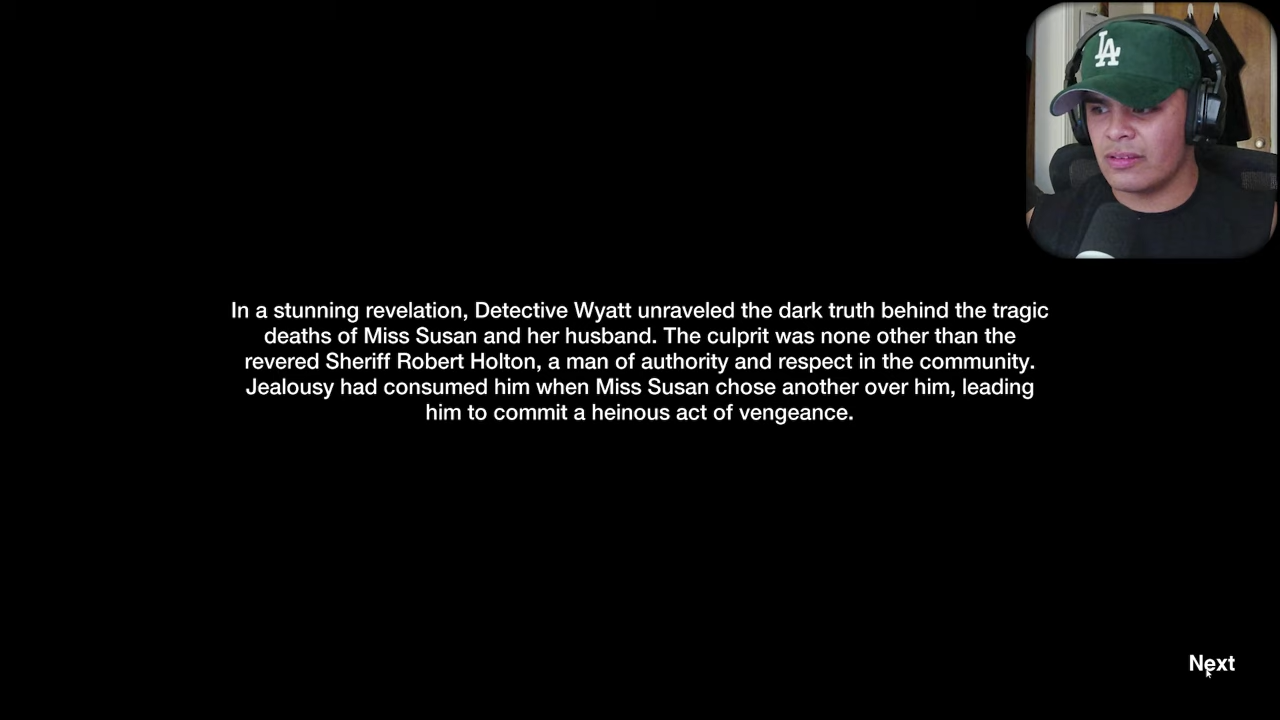 LA
In a stunning revelation, Detective Wyatt unraveled the dark truth behind the tragic
deaths of Miss Susan and her husband. The culprit was none other than the
revered Sheriff Robert Holton, a man of authority and respect in the community.
Jealousy had consumed him when Miss Susan chose another over him, leading
him to commit a heinous act of vengeance.
Next